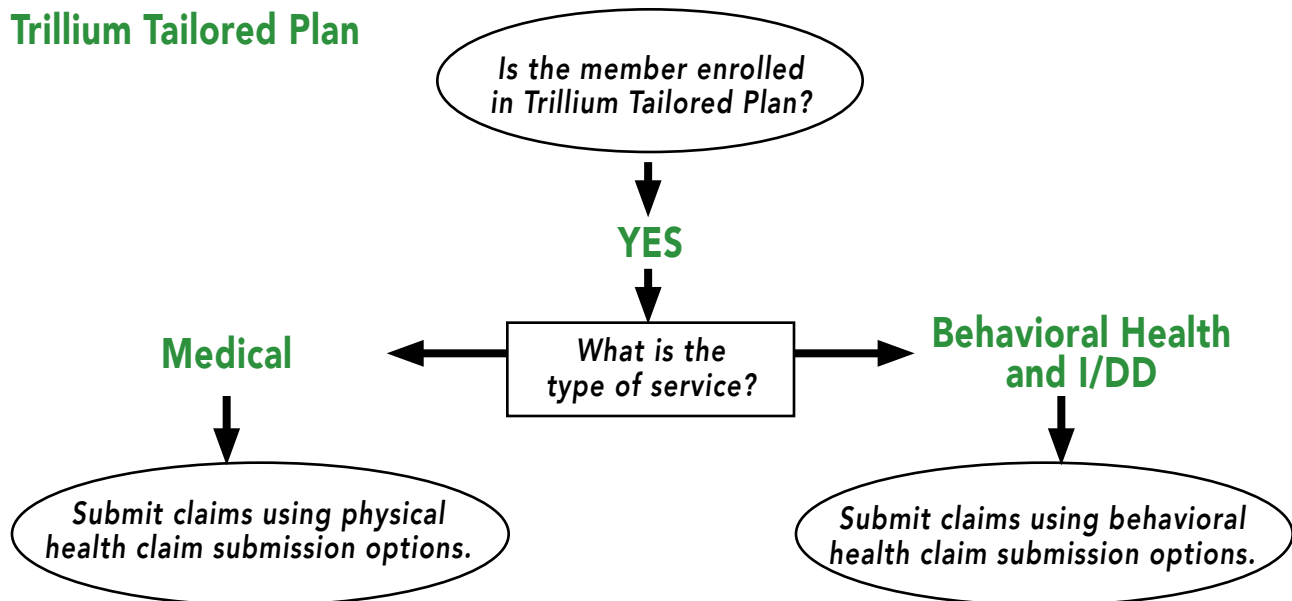 Trillium Tailored Plan
Is the member enrolled
in Trillium Tailored Plan?
YES
What is the
type of service?
Medical
Submit claims using physical
health claim submission options.
Behavioral Health
and I/DD
Submit claims using behavioral
health claim submission options.